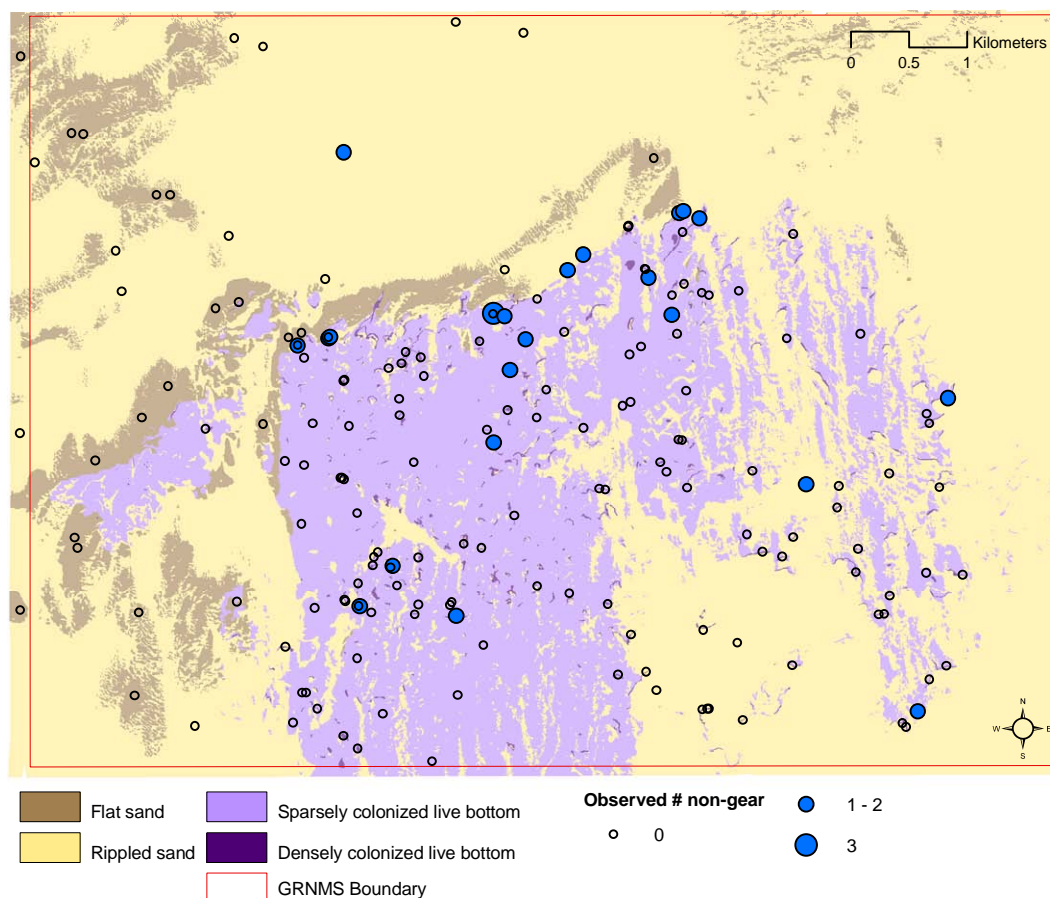 Kilometers
0 0.5 1
N
W E
S
Flat sand
Sparsely colonized live bottom
Observed # non-gear
1 - 2
0
Rippled sand
Densely colonized live bottom
3
GRNMS Boundary